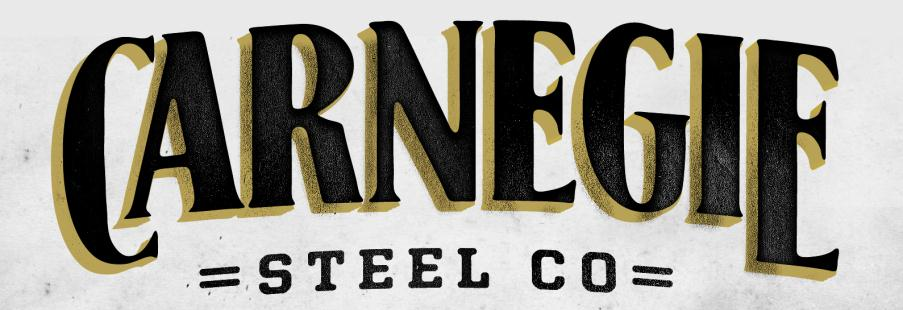 CARNEGIE
=STEEL CO=